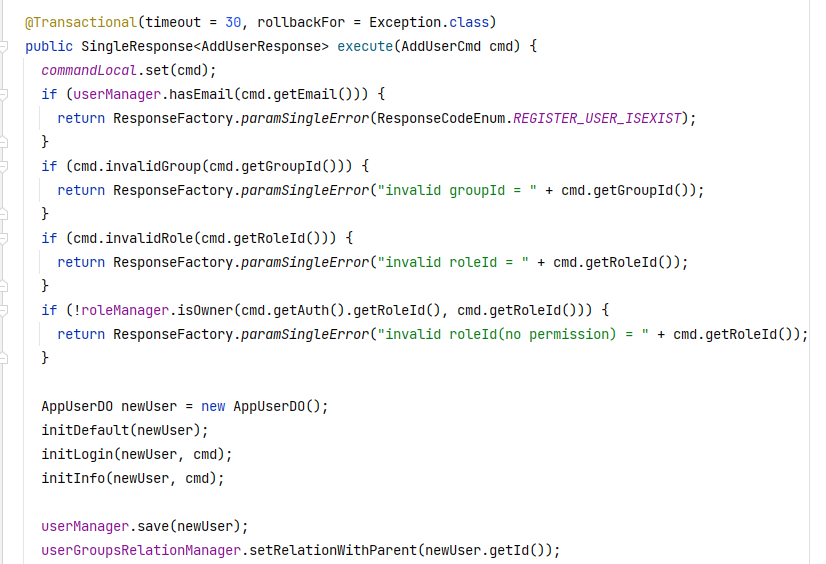 @Transactional(timeout = 30, rollbackFor = Exception.class)
public SingleResponse<AddUserResponse> execute(AddUserCmd cmd) {
  commandLocal.set(cmd);
  if (userManager.hasEmail(cmd.getEmail())) {
    return ResponseFactory.paramSingleError(ResponseCodeEnum.REGISTER_USER_ISEXIST);
  }
  if (cmd.invalidGroup(cmd.getGroupId())) {
    return ResponseFactory.paramSingleError("invalid groupId = " + cmd.getGroupId());
  }
  if (cmd.invalidRole(cmd.getRoleId())) {
    return ResponseFactory.paramSingleError("invalid roleId = " + cmd.getRoleId());
  }
  if (!roleManager.isOwner(cmd.getAuth().getRoleId(), cmd.getRoleId())) {
    return ResponseFactory.paramSingleError("invalid roleId(no permission) = " + cmd.getRoleId());
  }
  AppUserDO newUser = new AppUserDO();
  initDefault(newUser);
  initLogin(newUser, cmd);
  initInfo(newUser, cmd);
  userManager.save(newUser);
  userGroupsRelationManager.setRelationWithParent(newUser.getId());